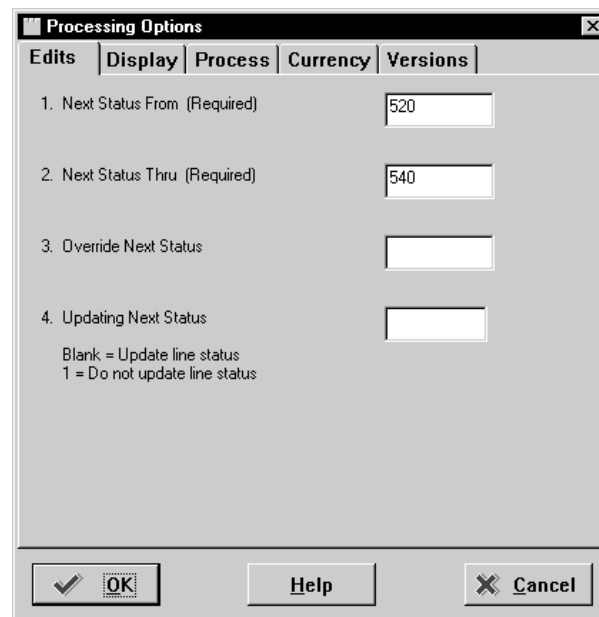 Processing Options
Edits Display Process Currency Versions
1. Next Status From (Required) 520
2. Next Status Thru (Required) 540
3. Override Next Status
4. Updating Next Status
Blank = Update line status
1 = Do not update line status
OK Help Cancel